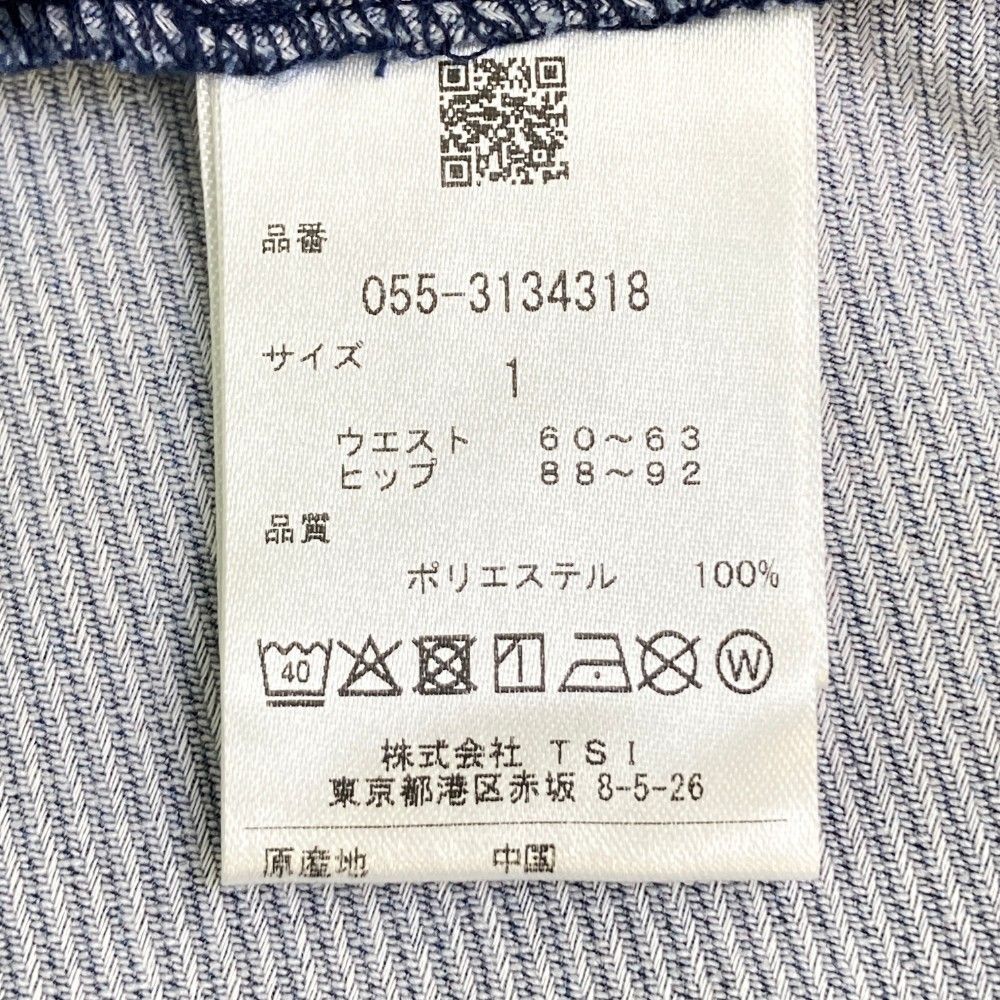 品番
055-3134318
サイズ
1
ウエスト 60～63
ヒップ 88～92
品質
ポリエステル 100%
40 W
株式会社 TSI
東京都港区赤坂 8-5-26
原産地 中国